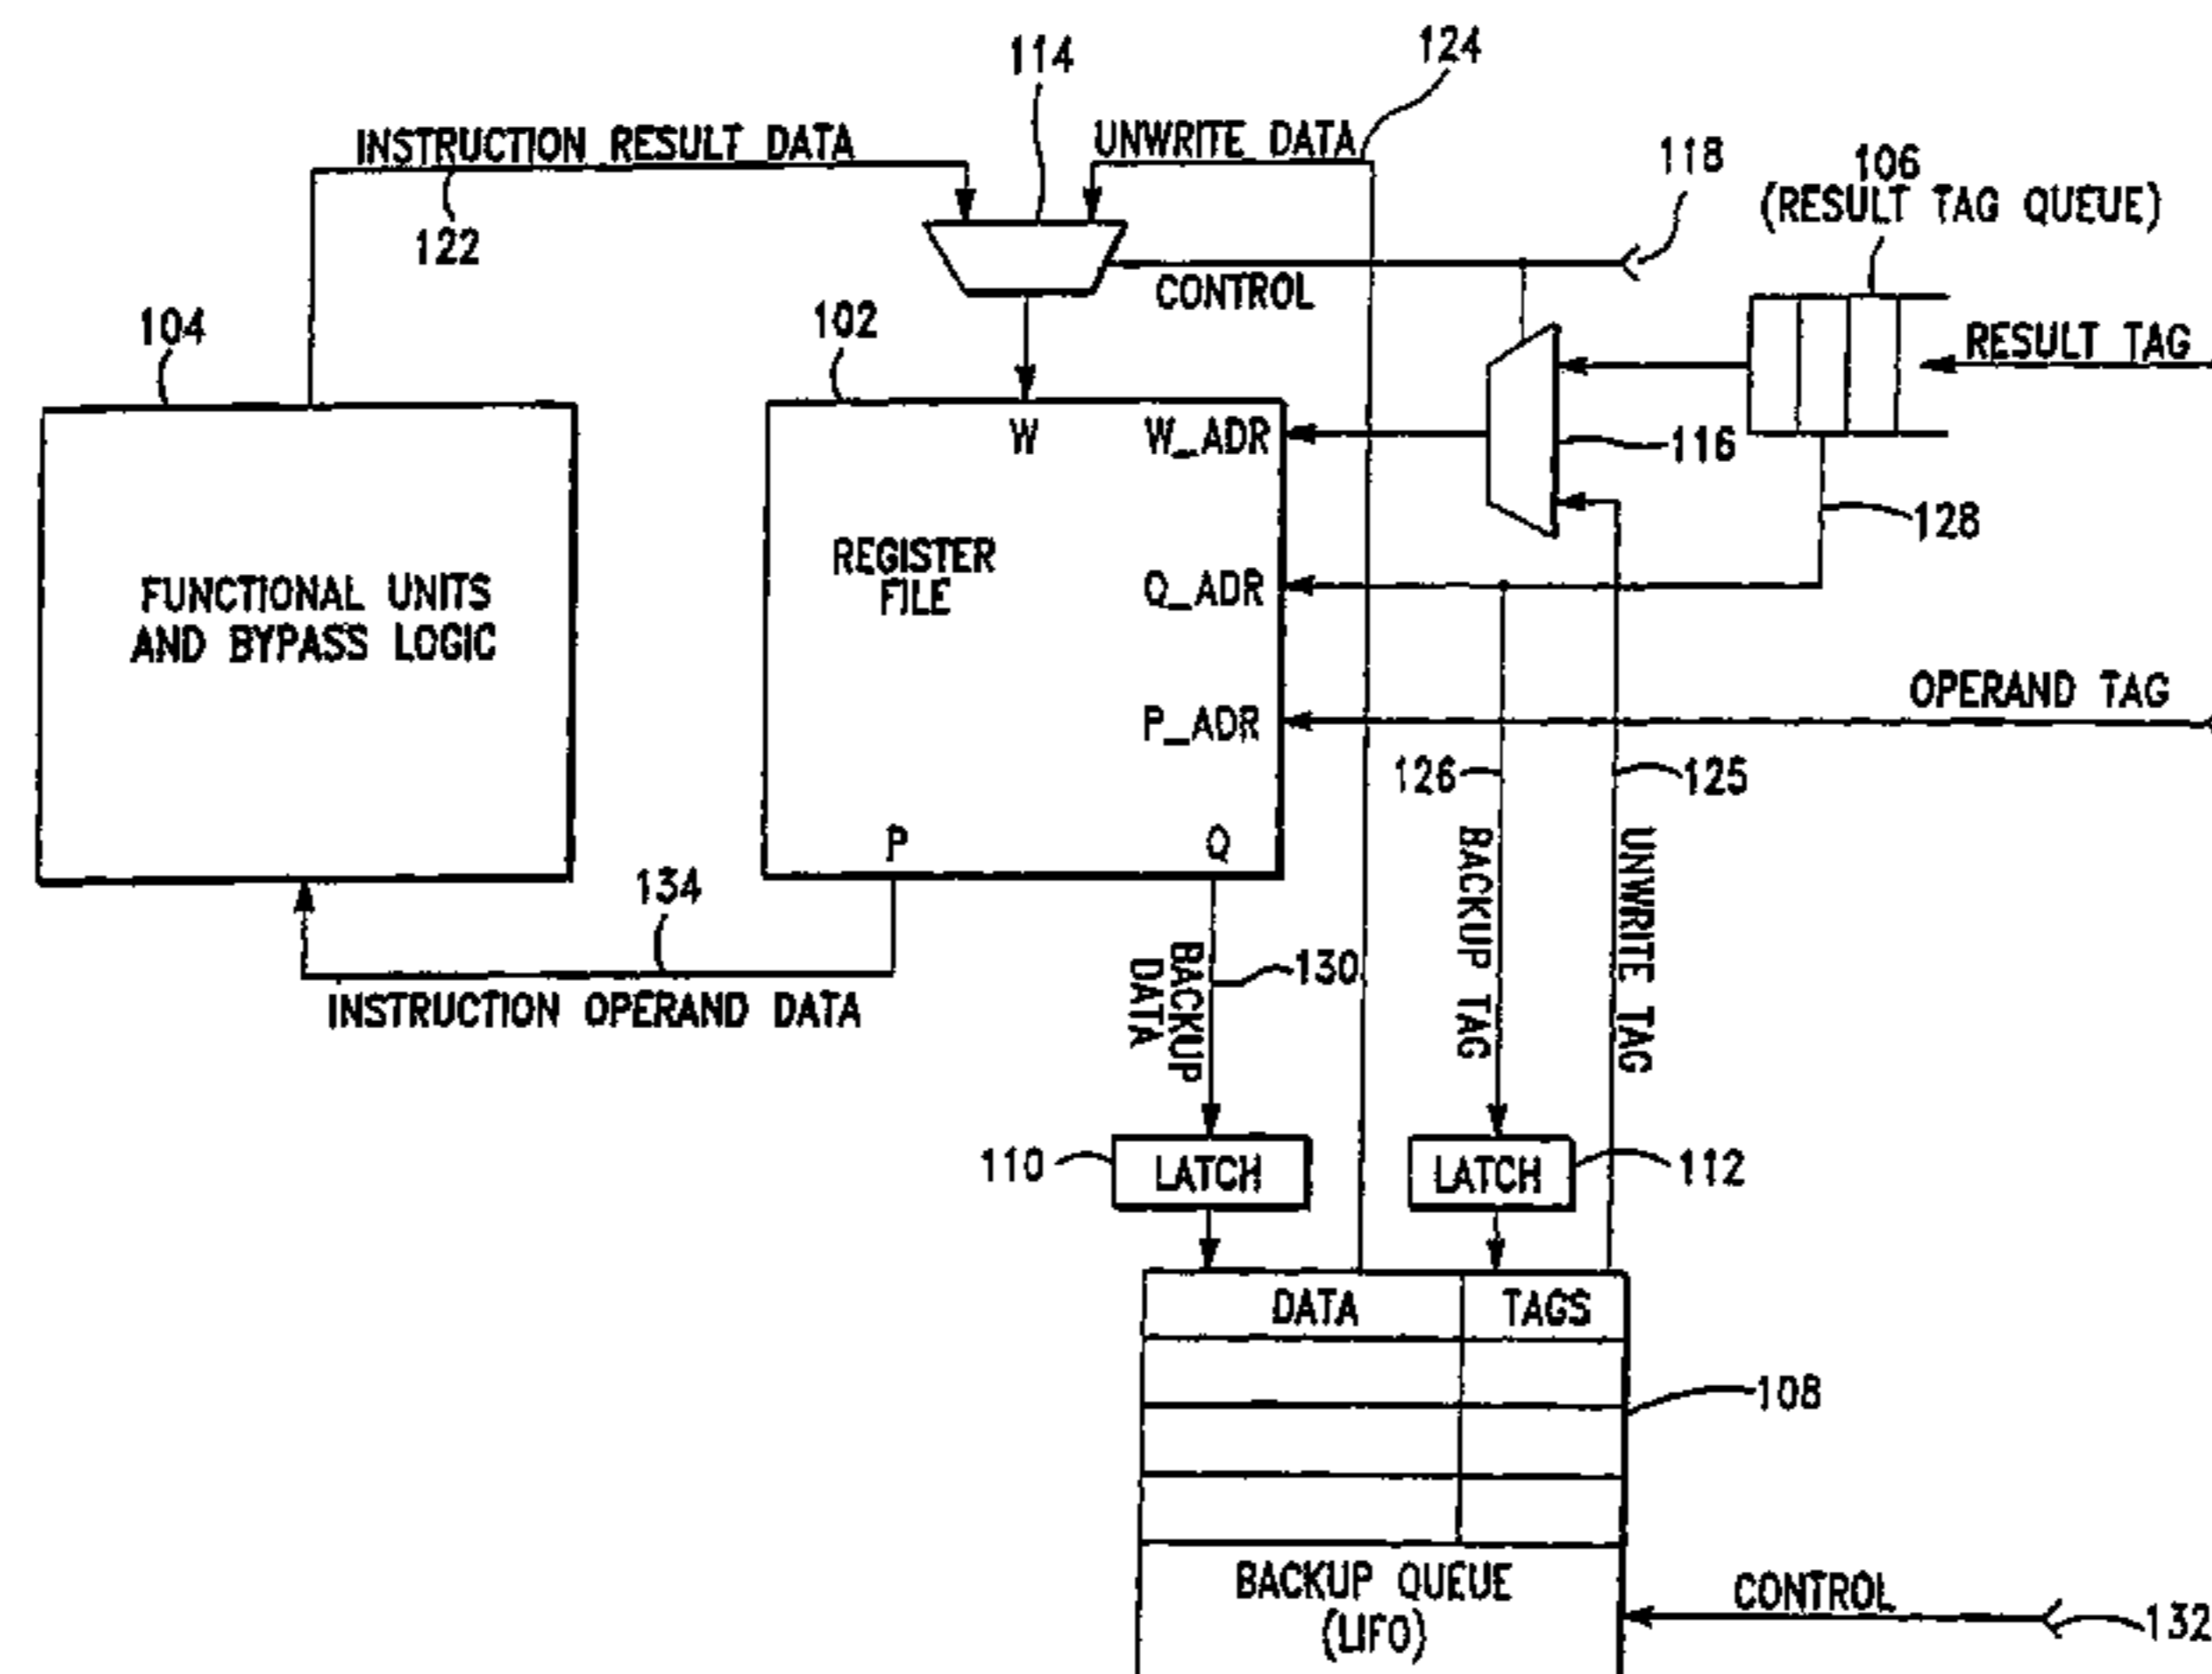 124
114
INSTRUCTION RESULT DATA
UNWRITE DATA
118
106
(RESULT TAG QUEUE)
122
CONTROL
104
102
RESULT TAG
W
W_ADR
116
128
REGISTER
FILE
Q_ADR
FUNCTIONAL UNITS
AND BYPASS LOGIC
OPERAND TAG
P_ADR
126
125
P
Q
BACKUP TAG
UNWRITE TAG
134
BACKUP
DATA
130
INSTRUCTION OPERAND DATA
110
LATCH
LATCH
112
DATA
TAGS
108
BACKUP QUEUE
(LIFO)
CONTROL
132